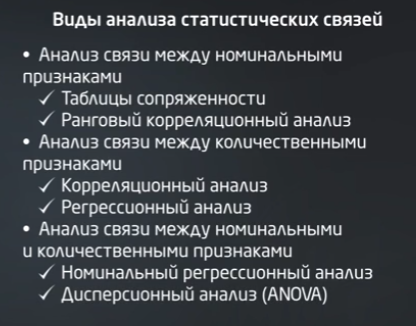 Виды анализа статистических связей
• Анализ связи между номинальными
признаками
✓ Таблицы сопряженности
✓ Ранговый корреляционный анализ
• Анализ связи между количественными
признаками
✓ Корреляционный анализ
✓ Регрессионный анализ
• Анализ связи между номинальными
и количественными признаками
✓ Номинальный регрессионный анализ
✓ Дисперсионный анализ (ANOVA)